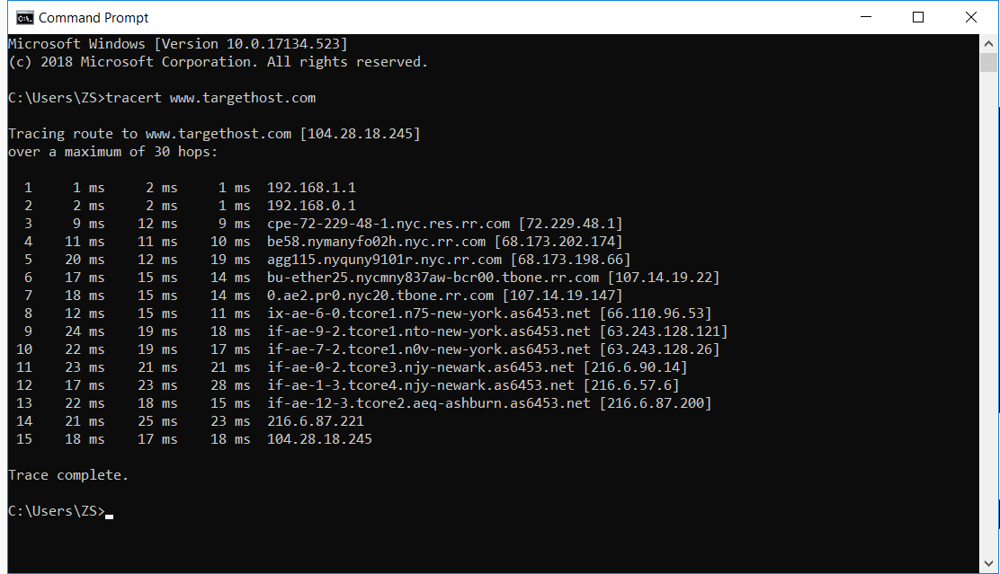 Command Prompt
Microsoft Windows [Version 10.0.17134.523]
(c) 2018 Microsoft Corporation. All rights reserved.
C:\Users\ZS>tracert www.targethost.com
Tracing route to www.targethost.com [104.28.18.245]
over a maximum of 30 hops:
1 1 ms 2 ms 1 ms 192.168.1.1
2 2 ms 2 ms 1 ms 192.168.0.1
3 9 ms 12 ms 9 ms cpe-72-229-48-1.nyc.res.rr.com [72.229.48.1]
4 11 ms 11 ms 10 ms be58.nymanyfo02h.nyc.rr.com [68.173.202.174]
5 20 ms 12 ms 19 ms agg115.nyquny9101r.nyc.rr.com [68.173.198.66]
6 17 ms 15 ms 14 ms bu-ether25.nycmny837aw-bcr00.tbone.rr.com [107.14.19.22]
7 18 ms 15 ms 14 ms 0.ae2.pr0.nyc20.tbone.rr.com [107.14.19.147]
8 12 ms 15 ms 11 ms ix-ae-6-0.tcore1.n75-new-york.as6453.net [66.110.96.53]
9 24 ms 19 ms 18 ms if-ae-9-2.tcore1.nto-new-york.as6453.net [63.243.128.121]
10 22 ms 19 ms 17 ms if-ae-7-2.tcore1.n0v-new-york.as6453.net [63.243.128.26]
11 23 ms 21 ms 21 ms if-ae-0-2.tcore3.njy-newark.as6453.net [216.6.90.14]
12 17 ms 23 ms 28 ms if-ae-1-3.tcore4.njy-newark.as6453.net [216.6.57.6]
13 22 ms 18 ms 15 ms if-ae-12-3.tcore2.aeq-ashburn.as6453.net [216.6.87.200]
14 21 ms 25 ms 23 ms 216.6.87.221
15 18 ms 17 ms 18 ms 104.28.18.245
Trace complete.
C:\Users\ZS>